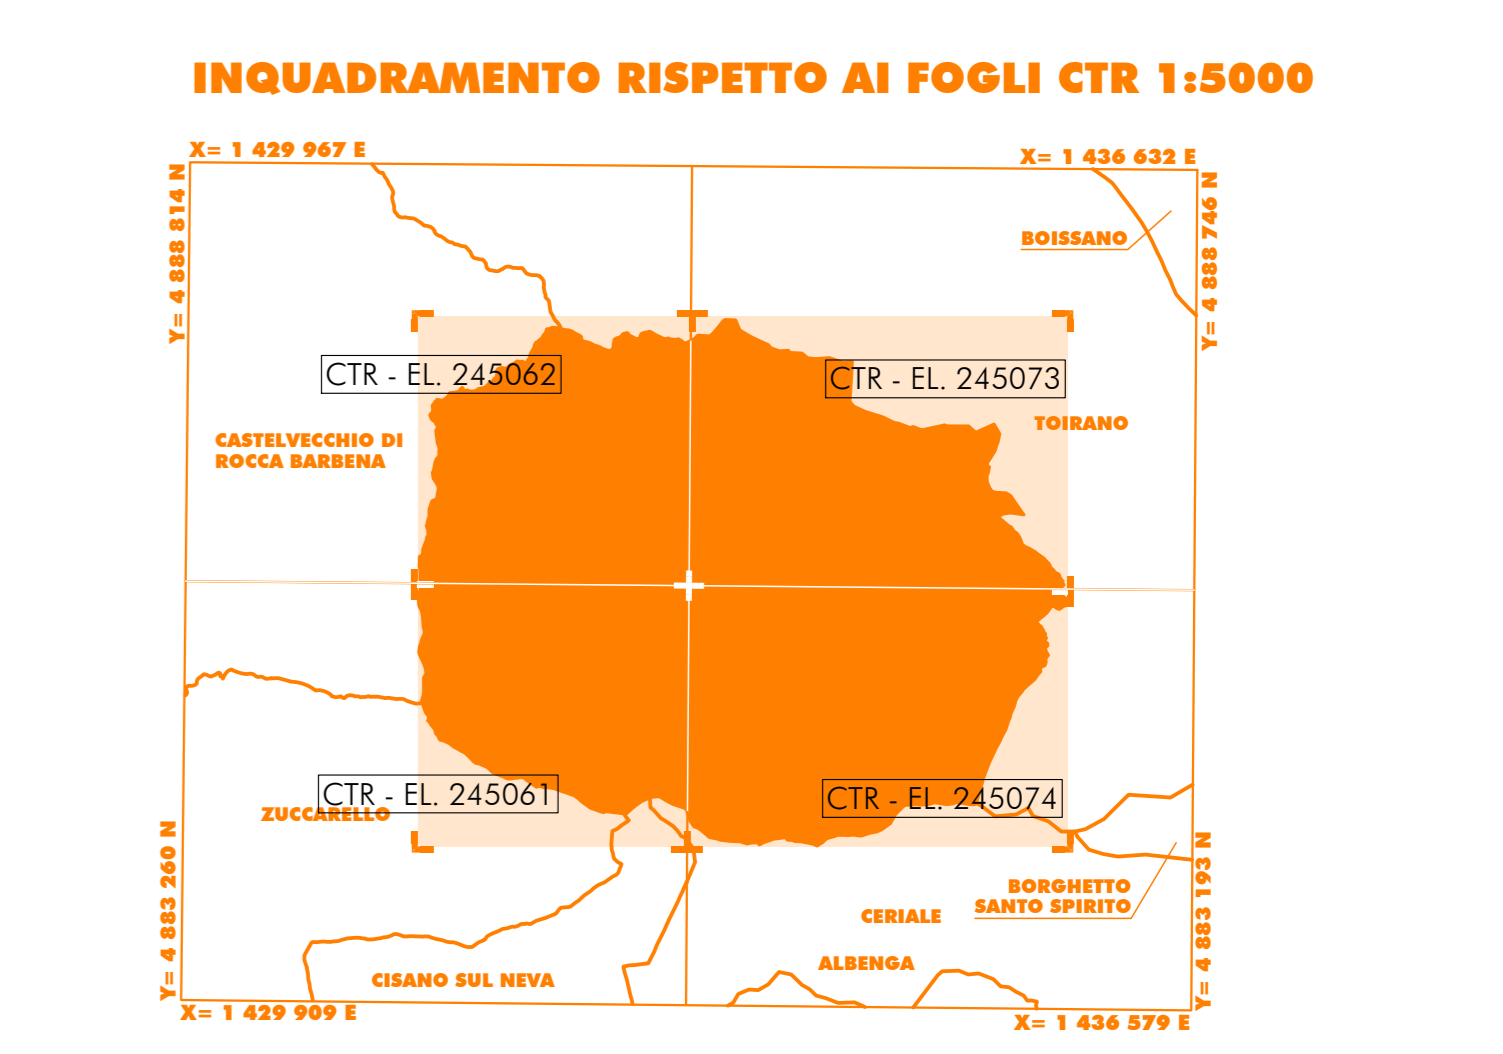 INQUADRAMENTO RISPETTO AI FOGLI CTR 1:5000
X= 1 429 967 E
X= 1 436 632 E
Y= 4 888 814 N
Y= 4 888 746 N
BOISSANO
CTR - EL. 245062
CTR - EL. 245073
TOIRANO
CASTELVECCHIO DI
ROCCA BARBENA
CTR - EL. 245061
CTR - EL. 245074
ZUCCARELLO
Y= 4 883 260 N
Y= 4 883 193 N
BORGHETTO
SANTO SPIRITO
CERIALE
ALBENGA
CISANO SUL NEVA
X= 1 429 909 E
X= 1 436 579 E